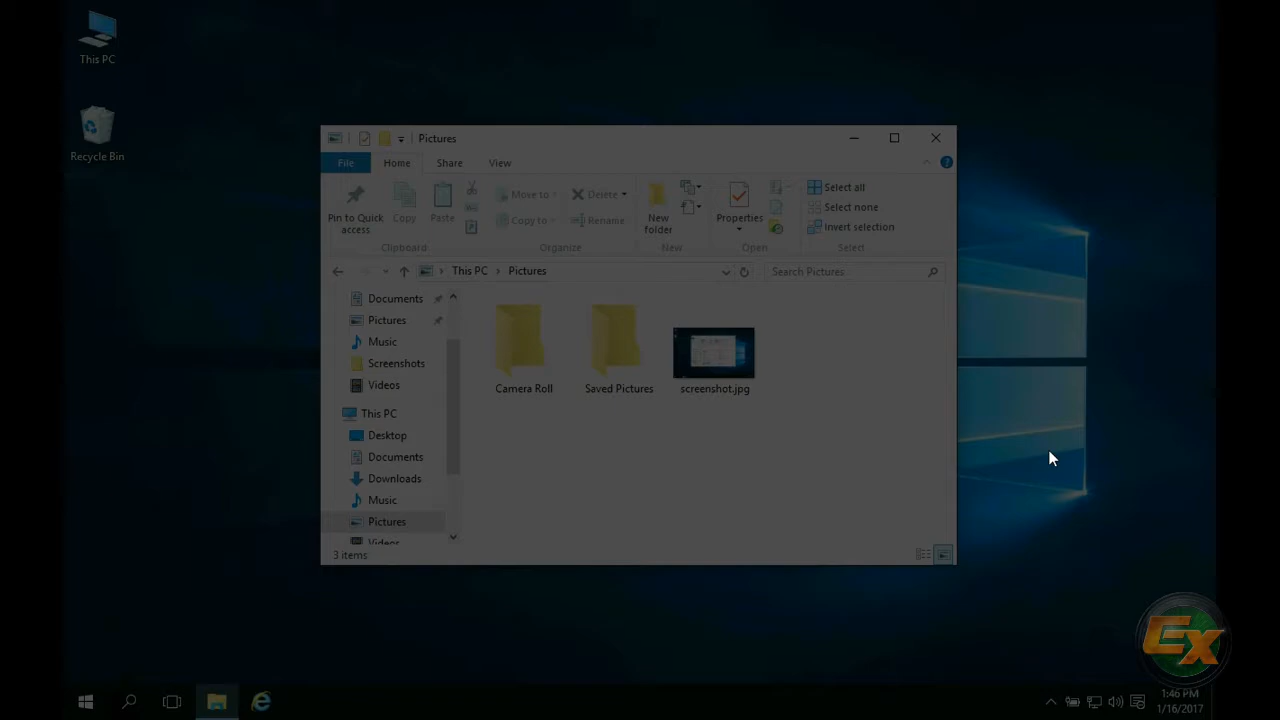 This PC
Recycle Bin
Pictures
File Home Share View
Pin to Quick access
Copy
Paste
Clipboard
Move to
Copy to
Delete
Rename
Organize
New folder
New
Properties
Open
Select all
Select none
Invert selection
Select
This PC > Pictures
Search Pictures
Documents
Pictures
Music
Screenshots
Videos
This PC
Desktop
Documents
Downloads
Music
Pictures
Videos
Camera Roll
Saved Pictures
screenshot.jpg
3 items
EX
1:46 PM
1/16/2017